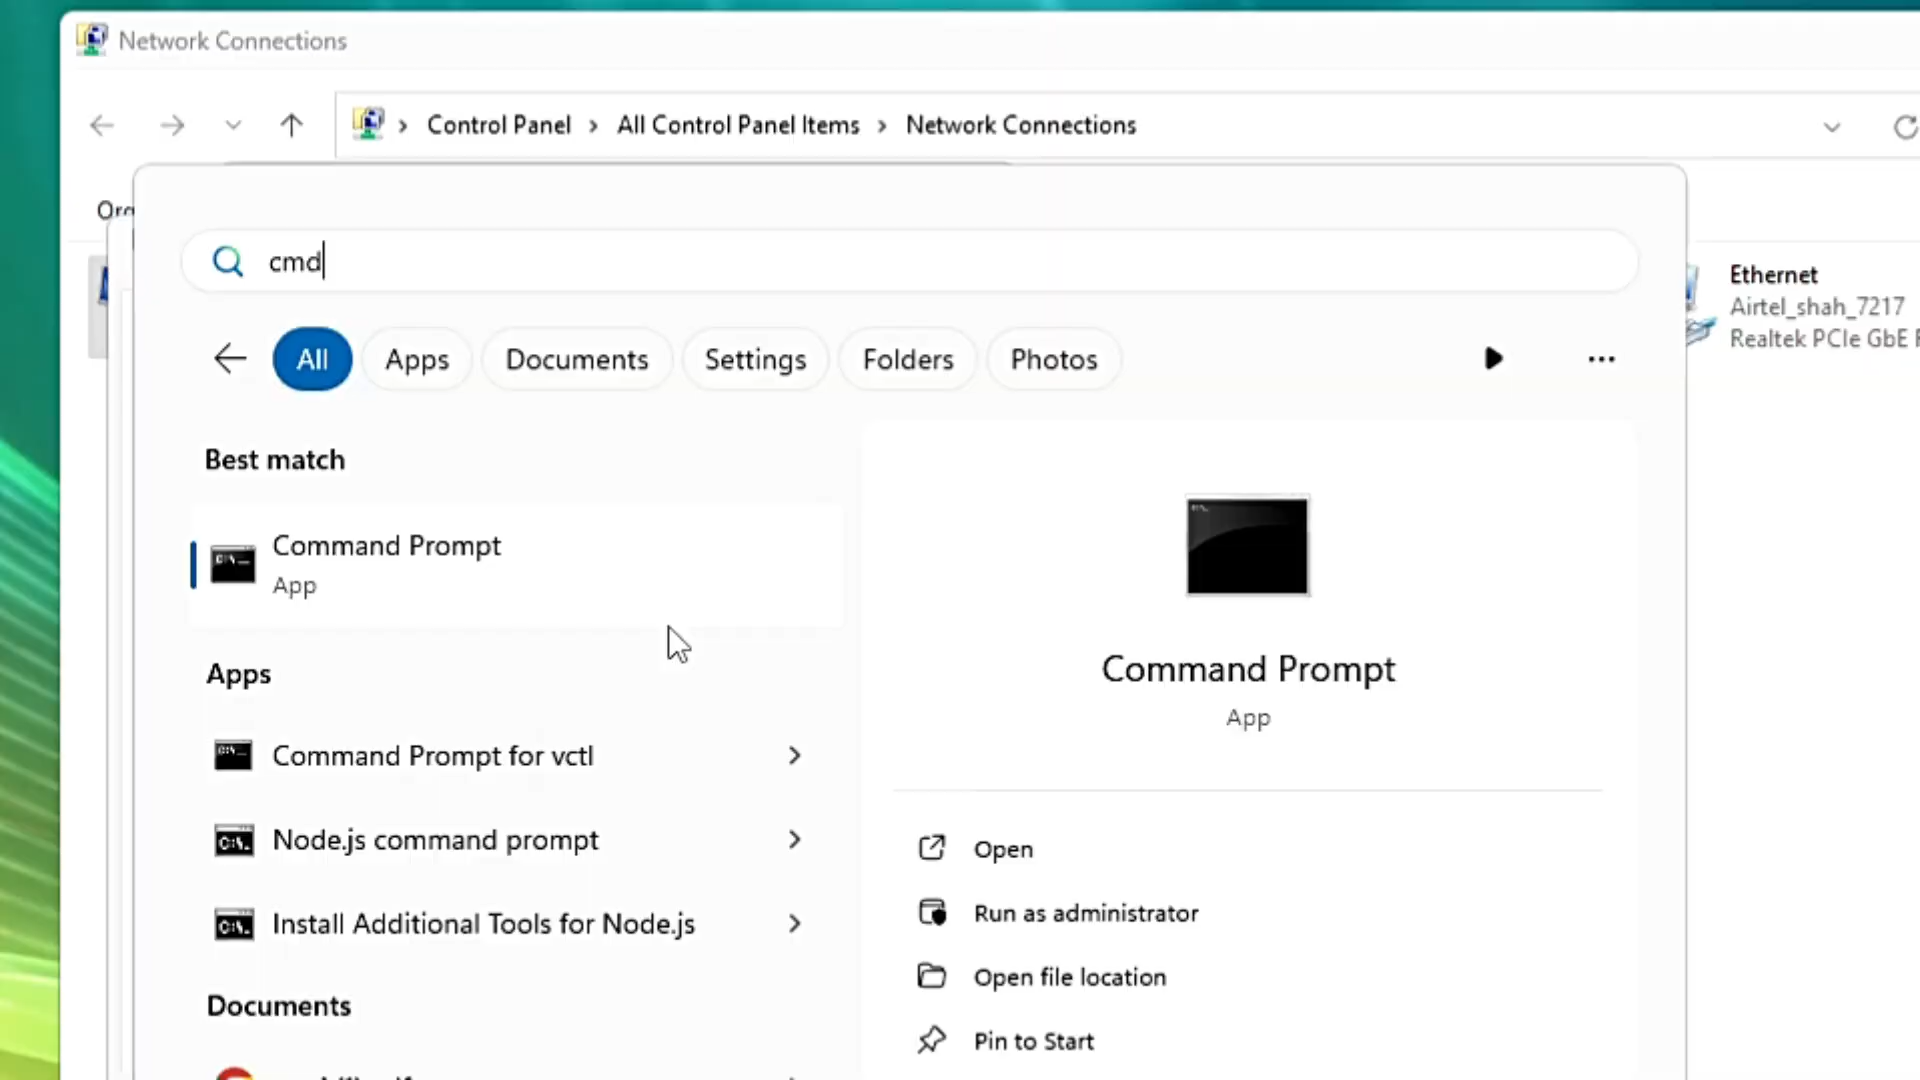 Network Connections
Control Panel > All Control Panel Items > Network Connections
cmd
Ethernet
Airtel_shah_7217
Realtek PCIe GbE
All Apps Documents Settings Folders Photos
Best match
Command Prompt
App
Apps
Command Prompt for vctl
Node.js command prompt
Install Additional Tools for Node.js
Documents
Command Prompt
App
Open
Run as administrator
Open file location
Pin to Start